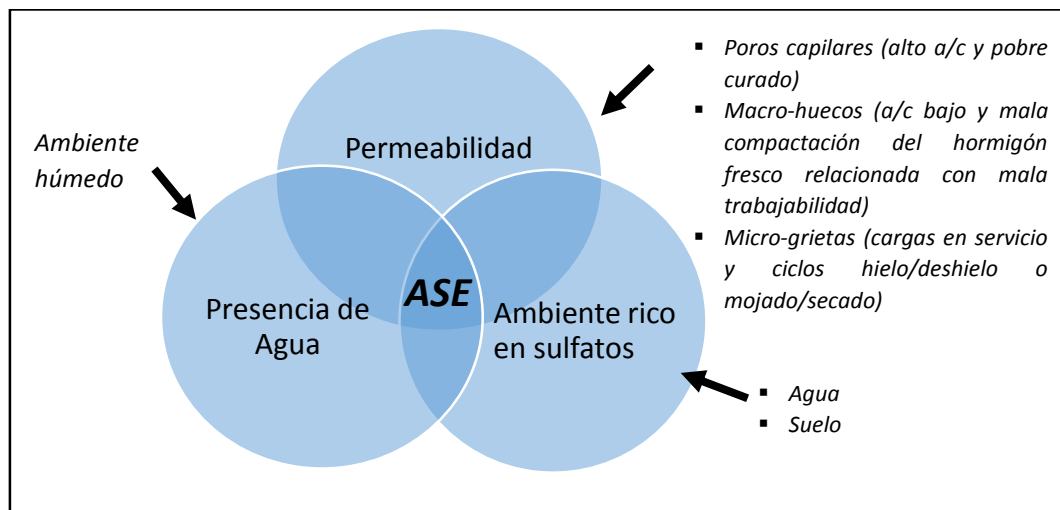 ▪ Poros capilares (alto a/c y pobre
curado)
▪ Macro-huecos (a/c bajo y mala
compactación del hormigón
fresco relacionada con mala
trabajabilidad)
▪ Micro-grietas (cargas en servicio
y ciclos hielo/deshielo o
mojado/secado)
Ambiente
húmedo
Permeabilidad
ASE
Presencia de
Agua
Ambiente rico
en sulfatos
▪ Agua
▪ Suelo